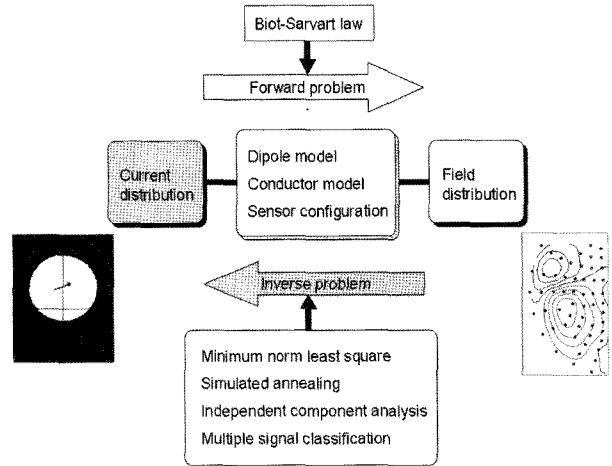 Biot-Sarvart law
Forward problem
Current
distribution
Dipole model
Conductor model
Sensor configuration
Field
distribution
Inverse problem
Minimum norm least square
Simulated annealing
Independent component analysis
Multiple signal classification